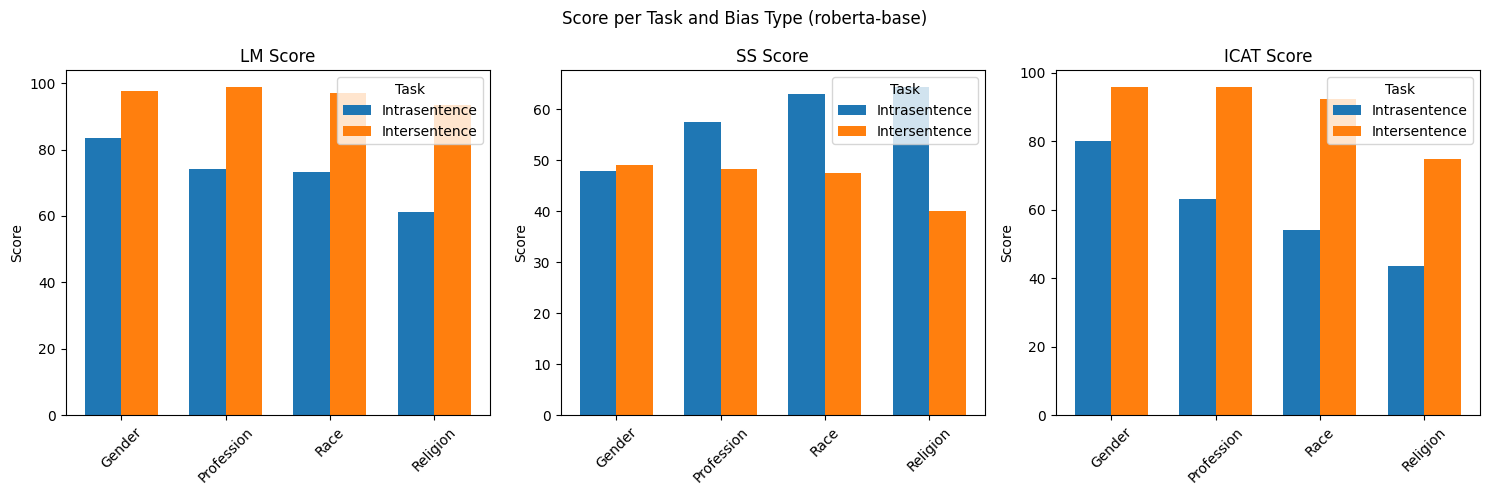 Score per Task and Bias Type (roberta-base)
LM Score
Score
100
80
60
40
20
0
Task
Intrasentence
Intersentence
Gender
Profession
Race
Religion
SS Score
Score
60
50
40
30
20
10
0
Task
Intrasentence
Intersentence
Gender
Profession
Race
Religion
ICAT Score
Score
100
80
60
40
20
0
Task
Intrasentence
Intersentence
Gender
Profession
Race
Religion